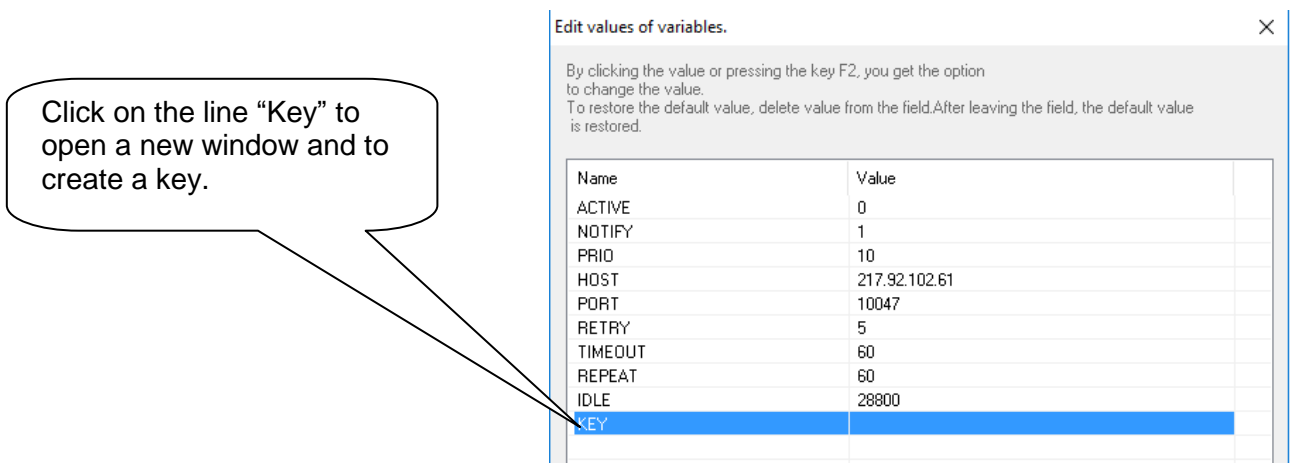 Edit values of variables.
By clicking the value or pressing the key F2, you get the option
to change the value.
To restore the default value, delete value from the field.After leaving the field, the default value
is restored.
Click on the line “Key” to
open a new window and to
create a key.
Name Value
ACTIVE 0
NOTIFY 1
PRIO 10
HOST 217.92.102.61
PORT 10047
RETRY 5
TIMEOUT 60
REPEAT 60
IDLE 28800
KEY